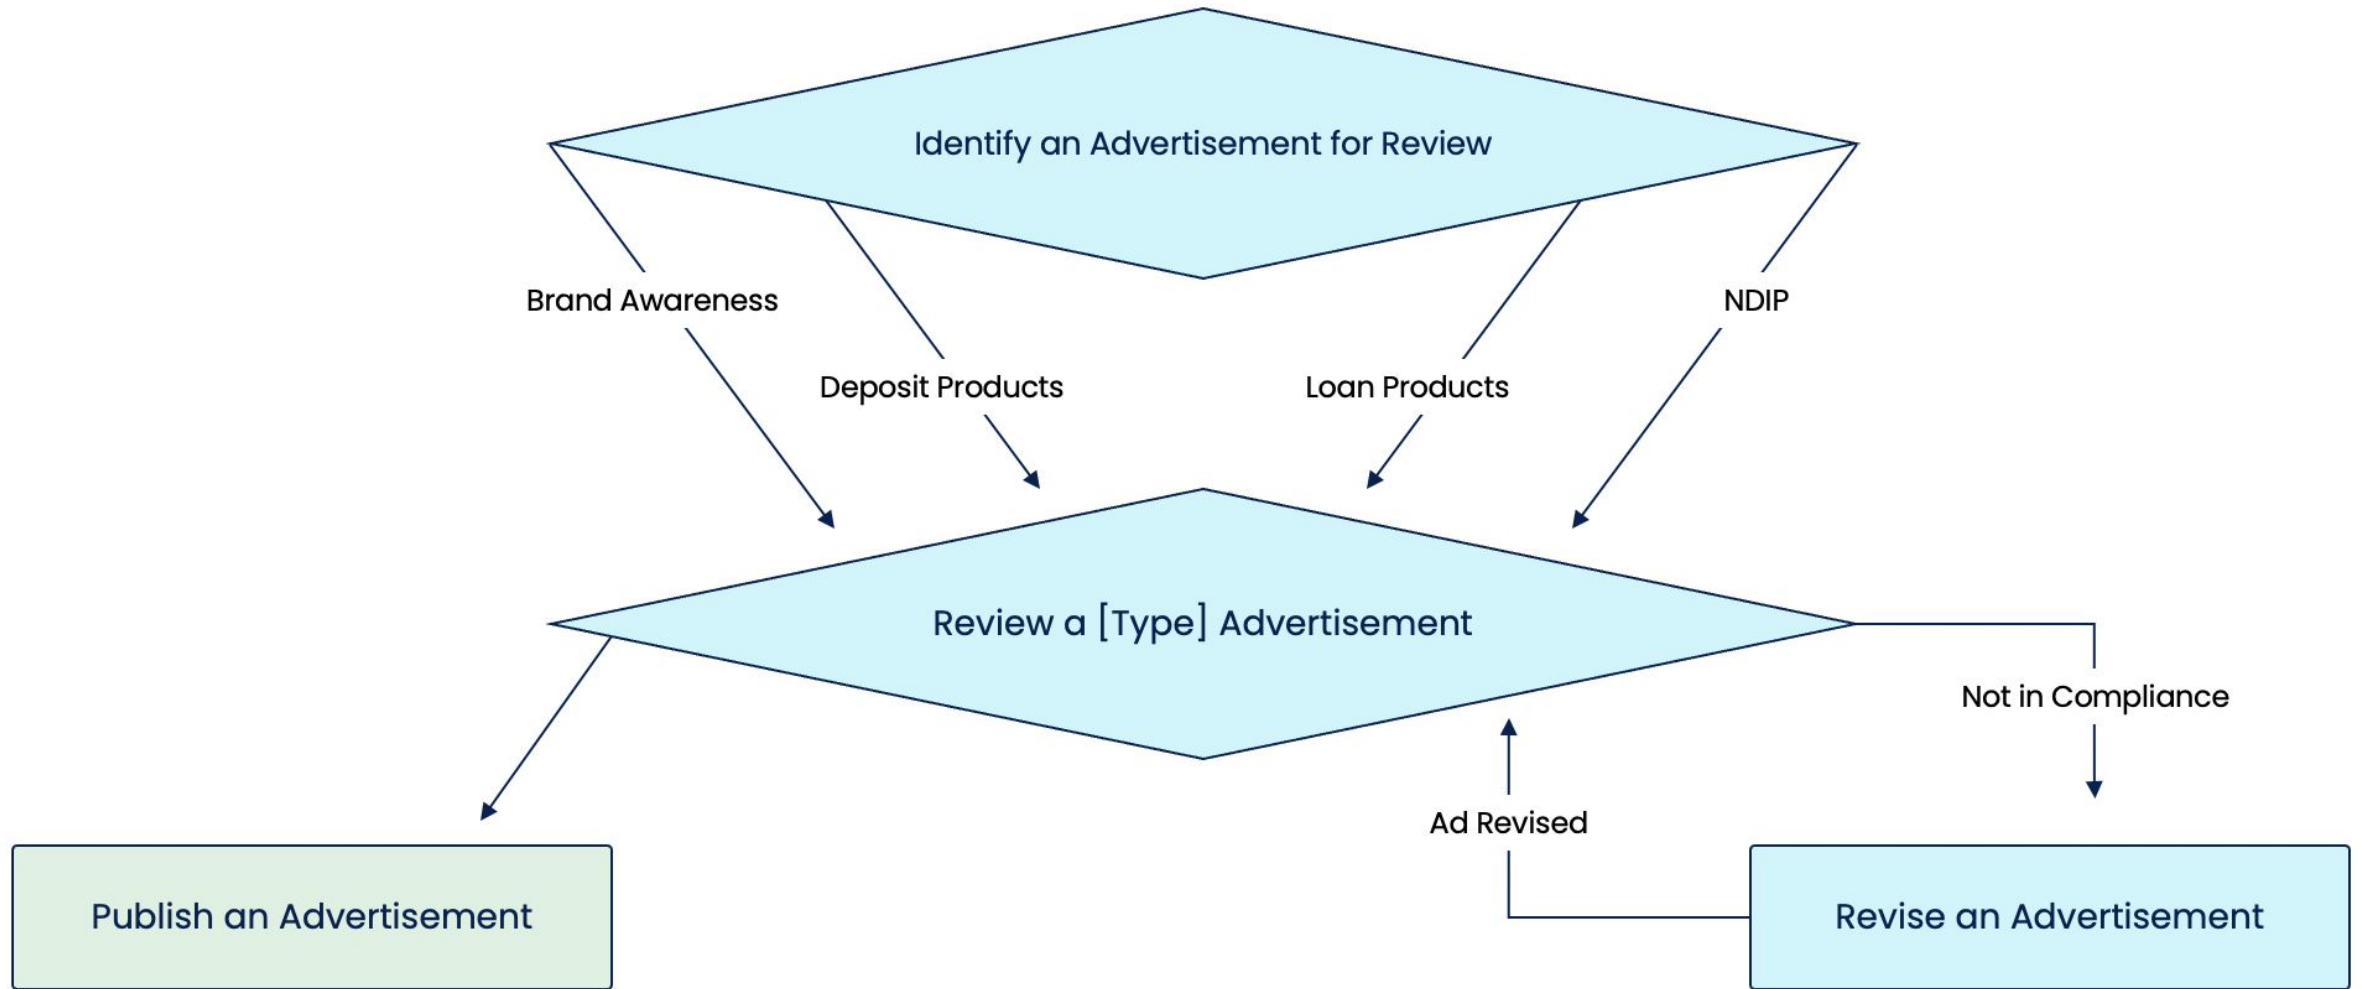 Identify an Advertisement for Review
Brand Awareness
NDIP
Deposit Products
Loan Products
Review a [Type] Advertisement
Not in Compliance
Ad Revised
Publish an Advertisement
Revise an Advertisement